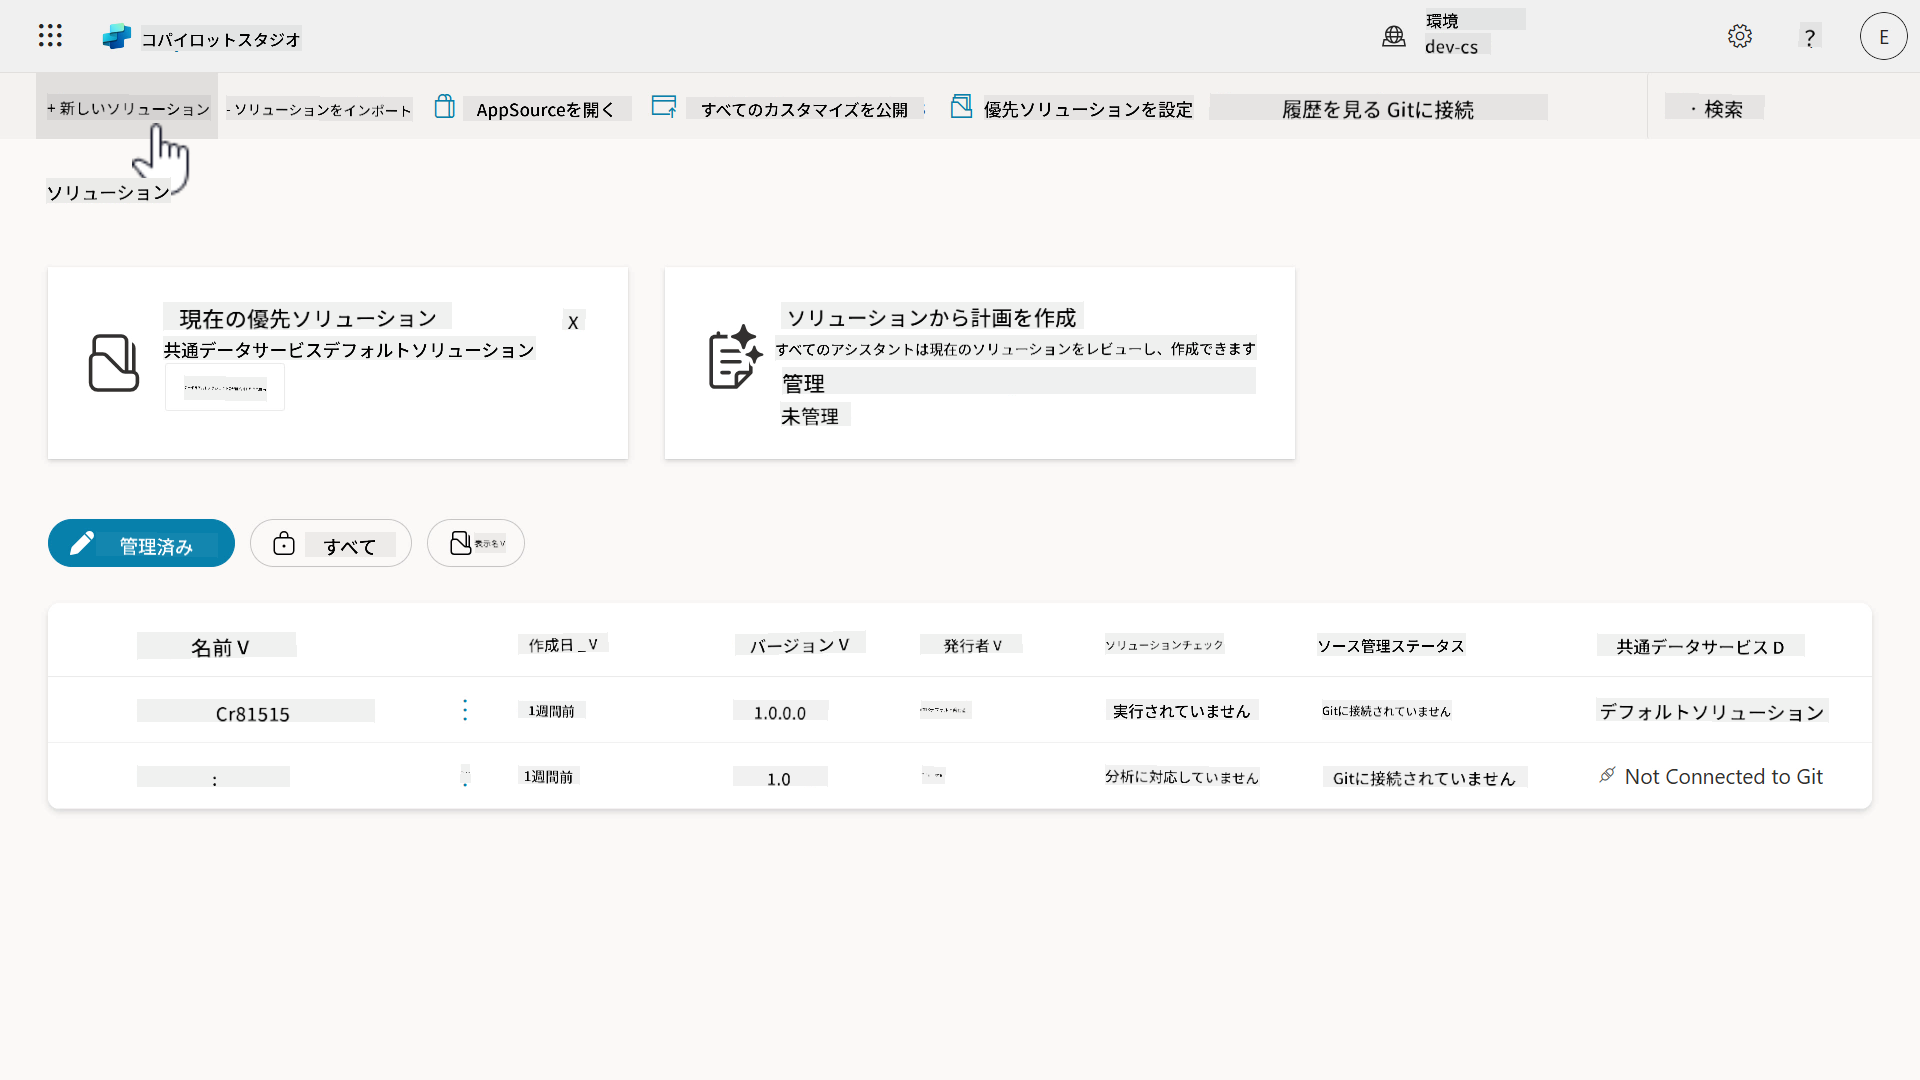 コパイロットスタジオ
環境
dev-cs
?
E
+ 新しいソリューション
- ソリューションをインポート
AppSourceを開く
すべてのカスタマイズを公開
優先ソリューションを設定
履歴を見る Gitに接続
· 検索
ソリューション
現在の優先ソリューション
X
共通データサービスデフォルトソリューション
ソリューションから計画を作成
すべてのアシスタントは現在のソリューションをレビューし、作成できます
管理
未管理
管理済み
すべて
表示名 V
名前 V
作成日 _ V
バージョン V
発行者 V
ソリューションチェック
ソース管理ステータス
共通データサービス D
Cr81515
1週間前
1.0.0.0
実行されていません
Gitに接続されていません
デフォルトソリューション
:
1週間前
1.0
分析に対応していません
Gitに接続されていません
Not Connected to Git